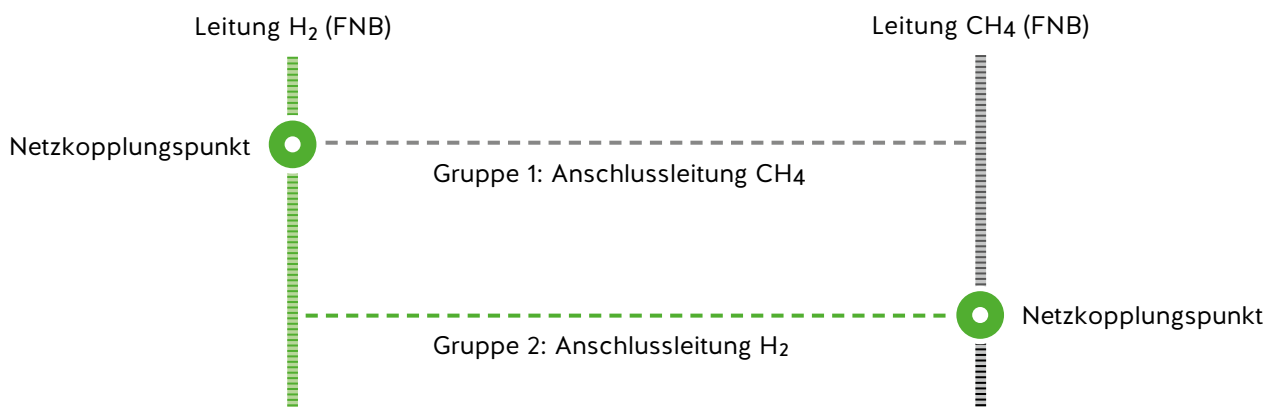 Leitung H₂ (FNB)
Leitung CH4 (FNB)
Netzkopplungspunkt
Gruppe 1: Anschlussleitung CH4
Netzkopplungspunkt
Gruppe 2: Anschlussleitung H₂